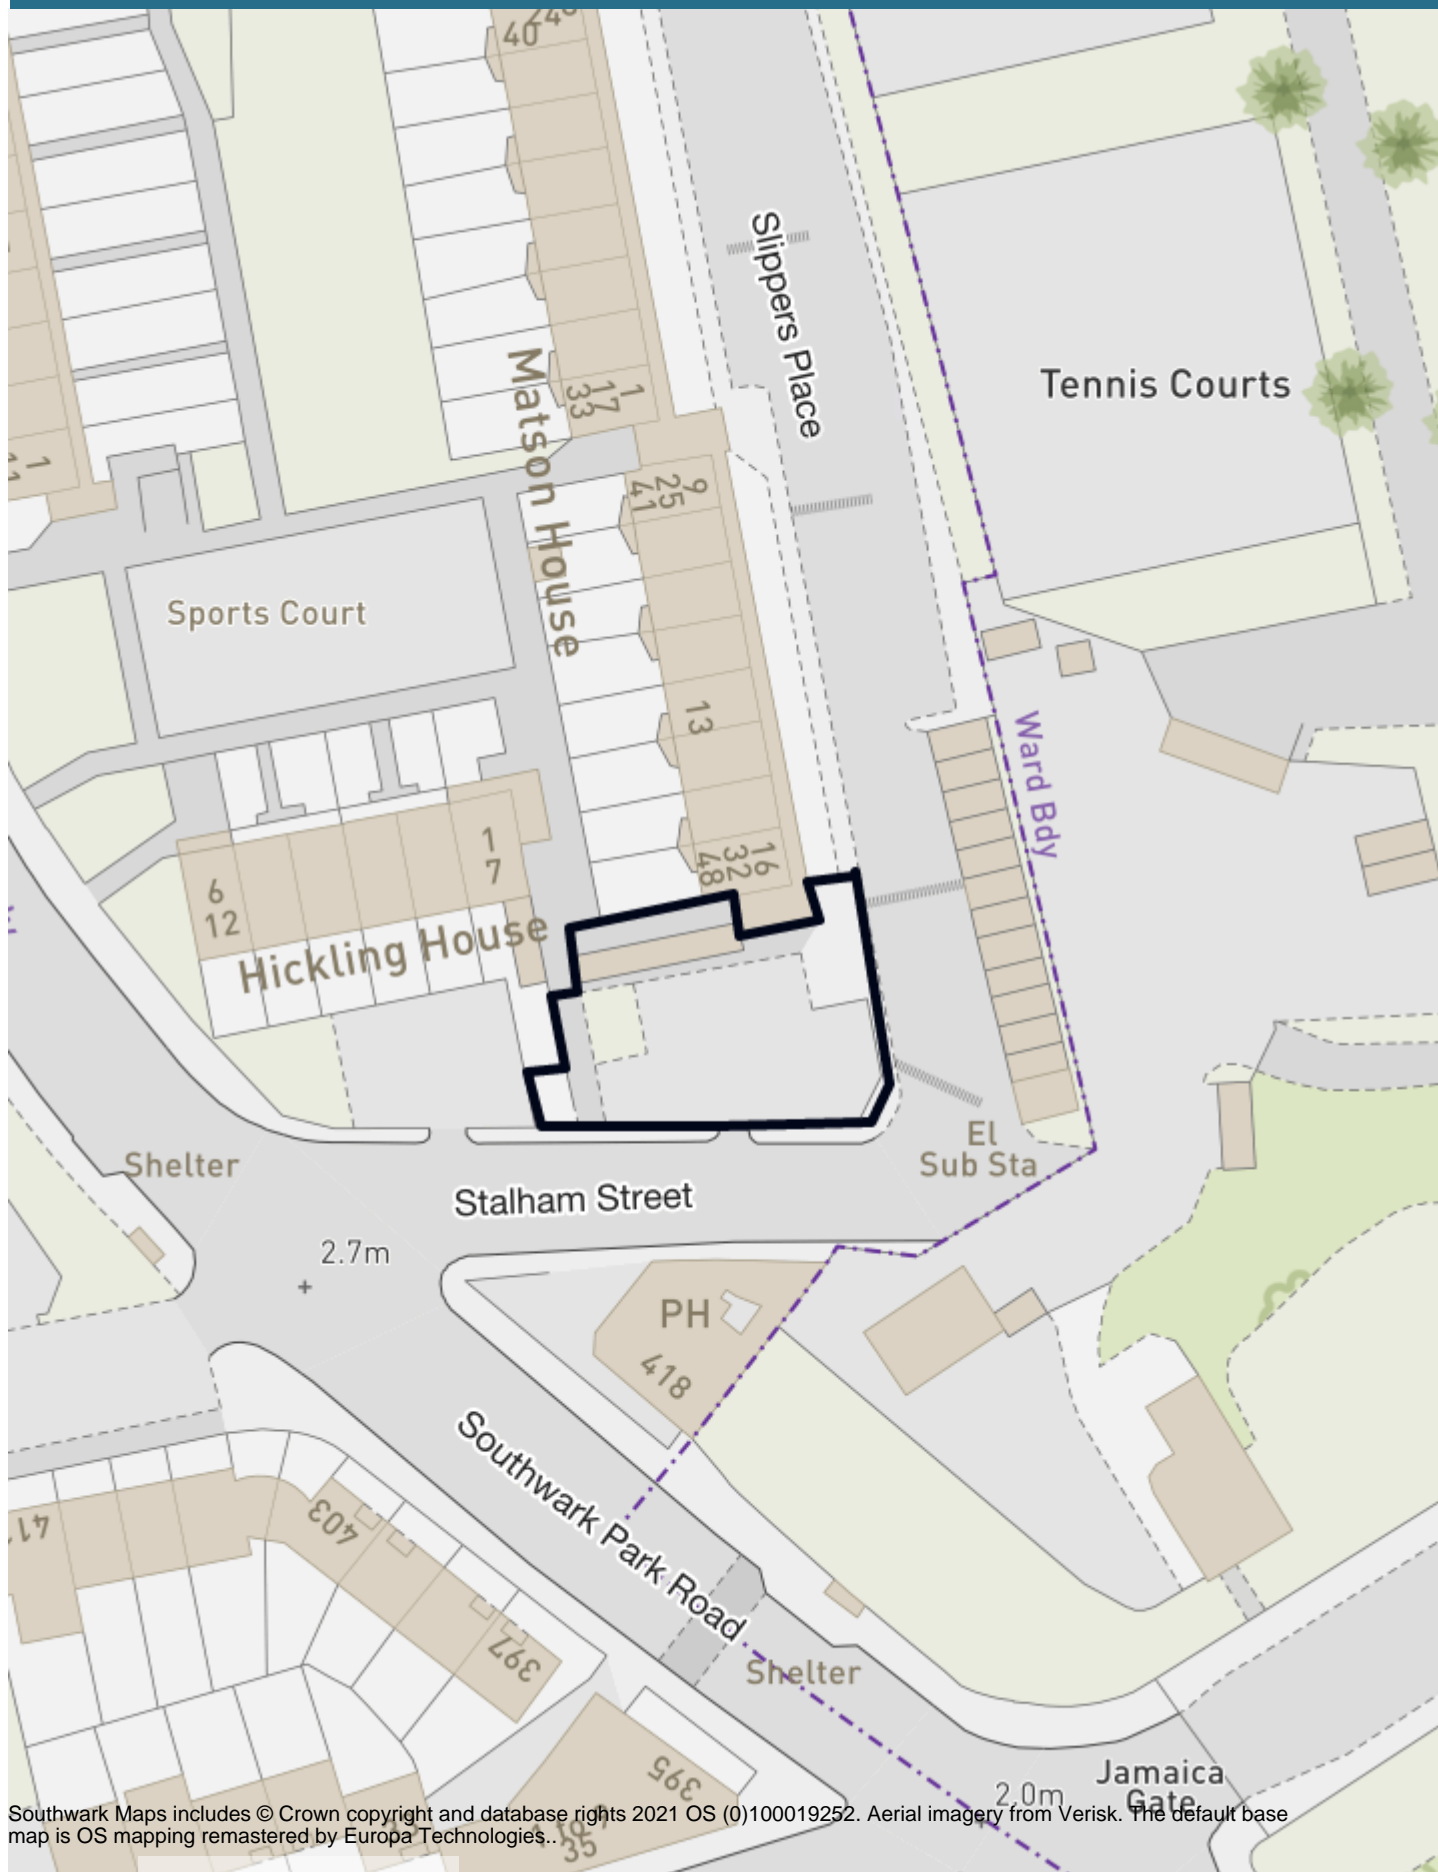 40
Slippers Place
Tennis Courts
Matson House
1
17
33
1
11
9
25
41
Sports Court
13
Ward Bdy
1
7
16
32
48
6
12
Hickling House
El
Sub Sta
Shelter
Stalham Street
2.7m
PH
418
Southwark Park Road
403
397
Shelter
395
Jamaica
Gate
2.0m
35
Southwark Maps includes © Crown copyright and database rights 2021 OS (0)100019252. Aerial imagery from Verisk. The default base
map is OS mapping remastered by Europa Technologies..